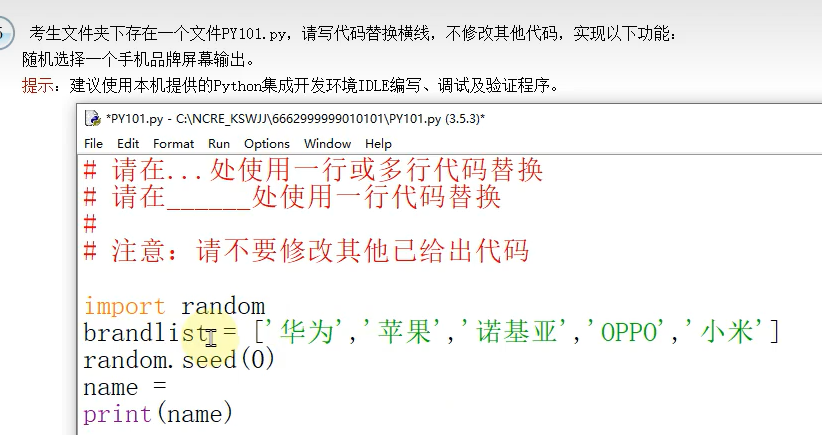 考生文件夹下存在一个文件PY101.py，请写代码替换横线，不修改其他代码，实现以下功能：
随机选择一个手机品牌屏幕输出。
提示：建议使用本机提供的Python集成开发环境IDLE编写、调试及验证程序。
*PY101.py - C:\NCRE_KSWJJ\6662999999010101\PY101.py (3.5.3)*
File Edit Format Run Options Window Help
# 请在...处使用一行或多行代码替换
# 请在______处使用一行代码替换
#
# 注意：请不要修改其他已给出代码
import random
brandlist = ['华为','苹果','诺基亚','OPPO','小米']
random.seed(0)
name =
print(name)